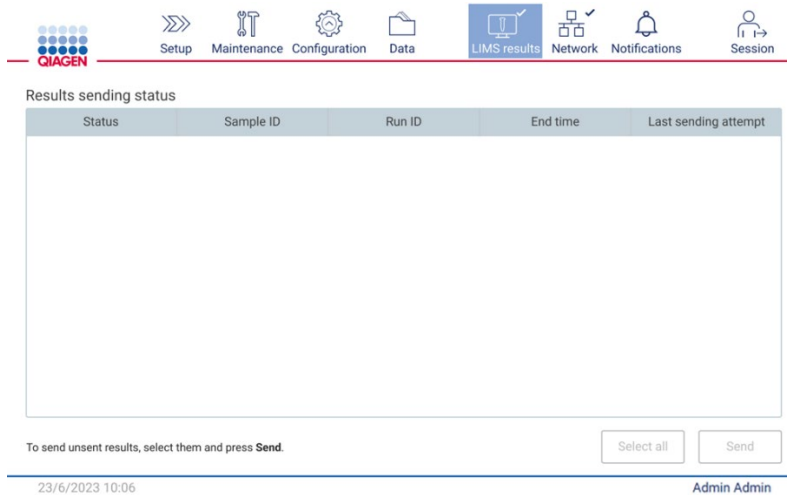 QIAGEN
Setup
Maintenance
Configuration
Data
LIMS results
Network
Notifications
Session
Results sending status
Status Sample ID Run ID End time Last sending attempt
To send unsent results, select them and press Send.
Select all
Send
23/6/2023 10:06
Admin Admin